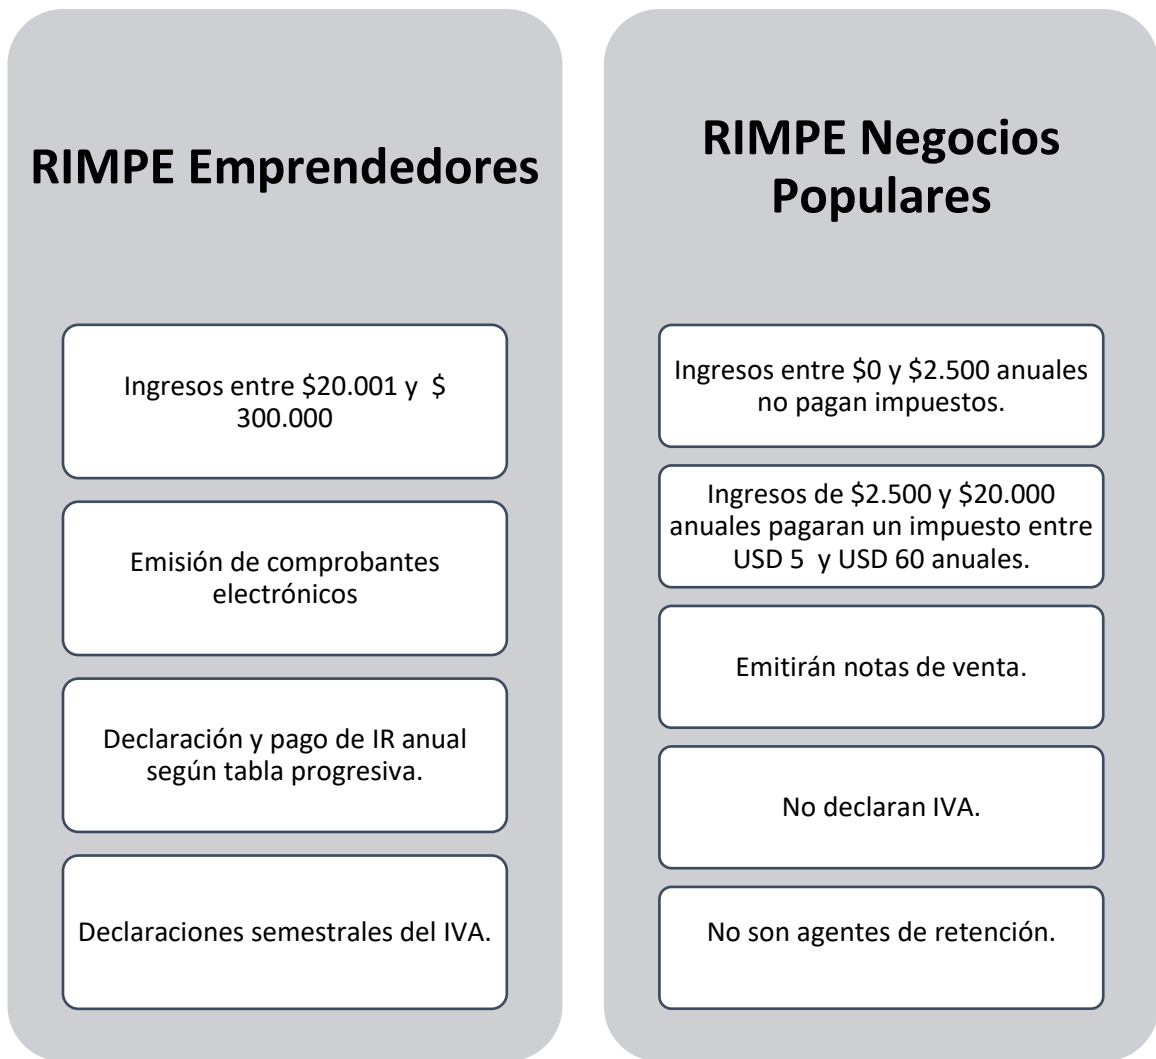 RIMPE Emprendedores
Ingresos entre $20.001 y $
300.000
Emisión de comprobantes
electrónicos
Declaración y pago de IR anual
según tabla progresiva.
Declaraciones semestrales del IVA.
RIMPE Negocios
Populares
Ingresos entre $0 y $2.500 anuales
no pagan impuestos.
Ingresos de $2.500 y $20.000
anuales pagaran un impuesto entre
USD 5 y USD 60 anuales.
Emitirán notas de venta.
No declaran IVA.
No son agentes de retención.